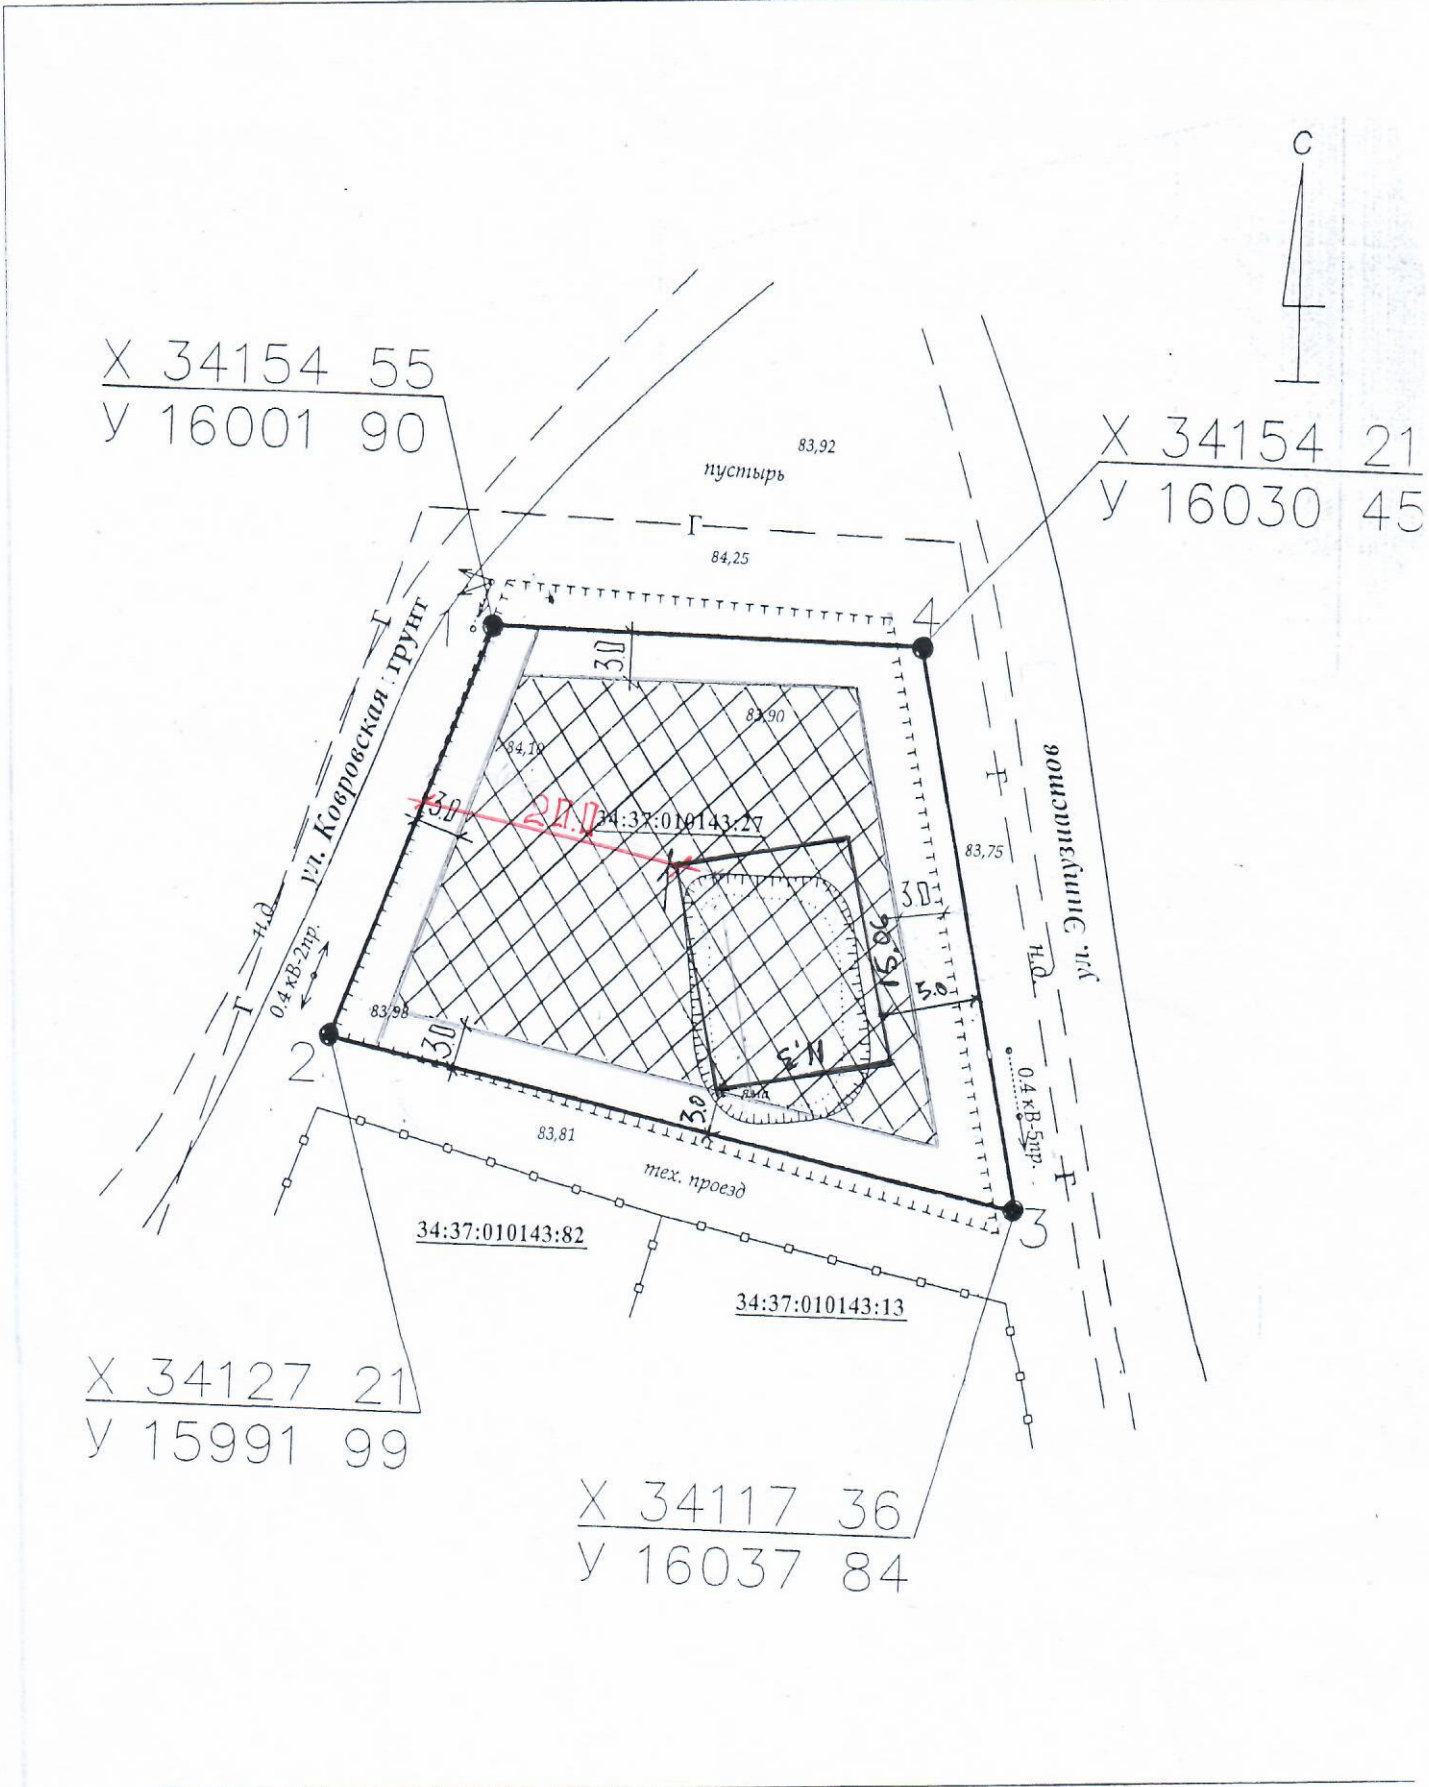 С
X 34154 55
У 16001 90
83,92
пустырь
X 34154 21
У 16030 45
Г
84,25
1
4
Г
ул. Ковровская грунт
3.0
83,90
84,10
3.0
20.0
34:37:010143:27
Г
ул. Энтузиастов
83,75
3.0
15.06
н.д.
н.д.
5.0
0.4 кВ-2пр.
Г
83,98
3.0
2
яма
3.0
0.4 кВ-5пр.
Г
83,81
тех. проезд
3
34:37:010143:82
34:37:010143:13
X 34127 21
У 15991 99
X 34117 36
У 16037 84